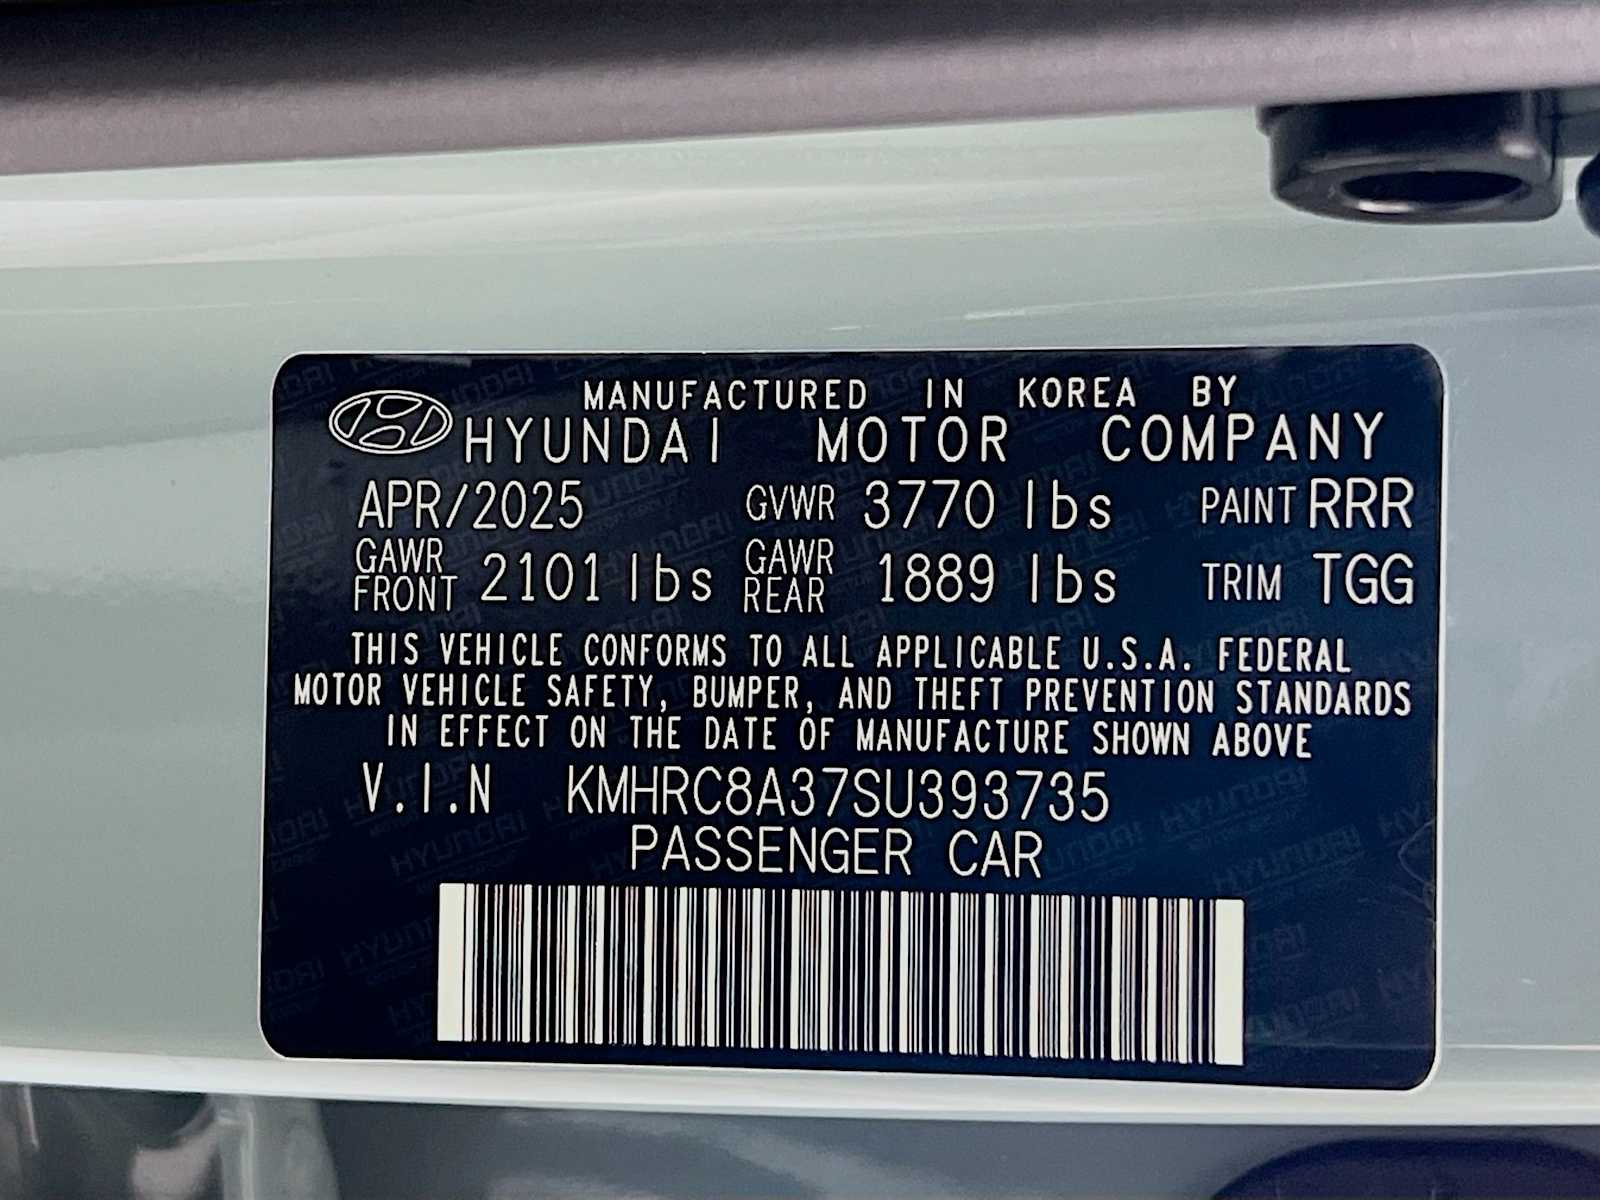 MANUFACTURED IN KOREA BY
HYUNDAI MOTOR COMPANY
APR/2025 GVWR 3770 lbs PAINT RRR
GAWR FRONT 2101 lbs GAWR REAR 1889 lbs TRIM TGG
THIS VEHICLE CONFORMS TO ALL APPLICABLE U.S.A. FEDERAL
MOTOR VEHICLE SAFETY, BUMPER, AND THEFT PREVENTION STANDARDS
IN EFFECT ON THE DATE OF MANUFACTURE SHOWN ABOVE
V.I.N KMHRC8A37SU393735
PASSENGER CAR